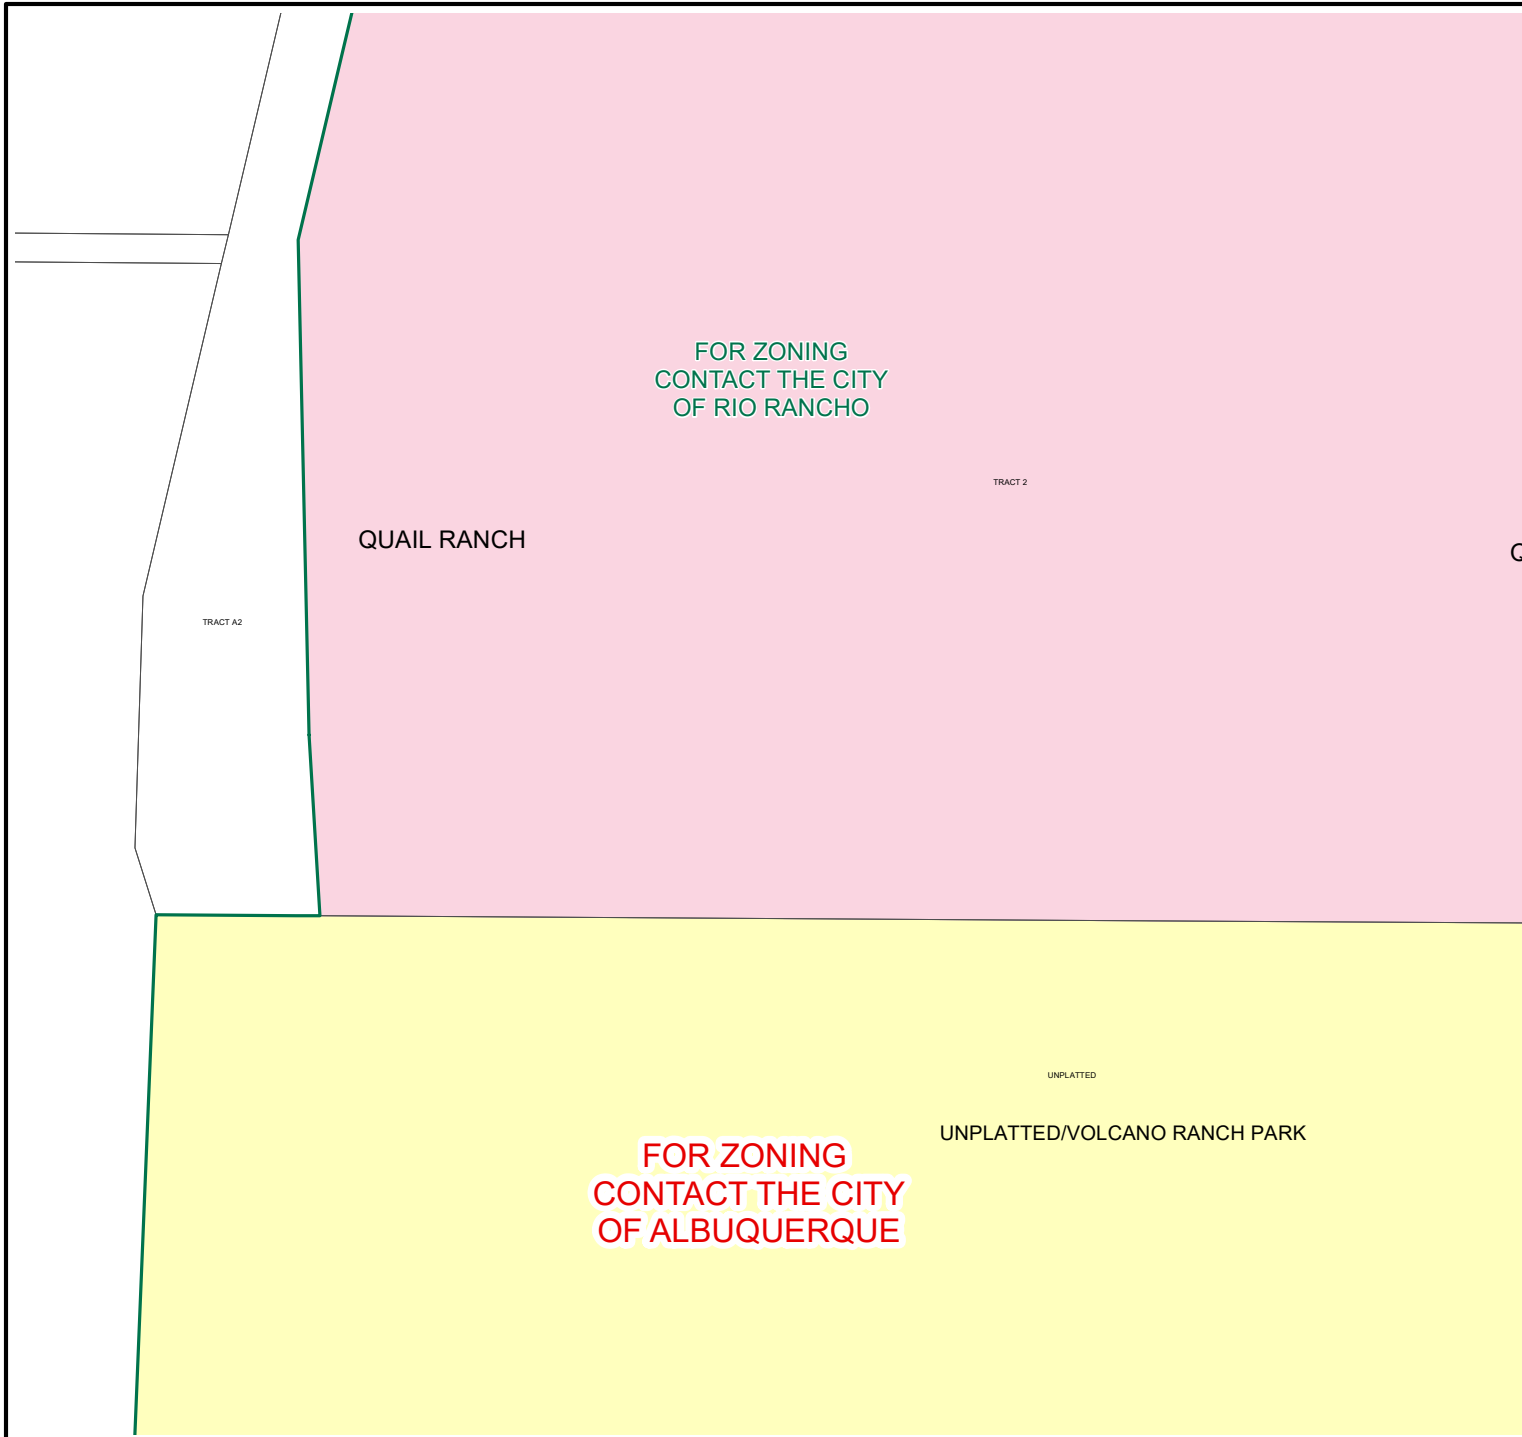 FOR ZONING
CONTACT THE CITY
OF RIO RANCHO
TRACT 2
QUAIL RANCH
TRACT A2
UNPLATTED
UNPLATTED/VOLCANO RANCH PARK
FOR ZONING
CONTACT THE CITY
OF ALBUQUERQUE